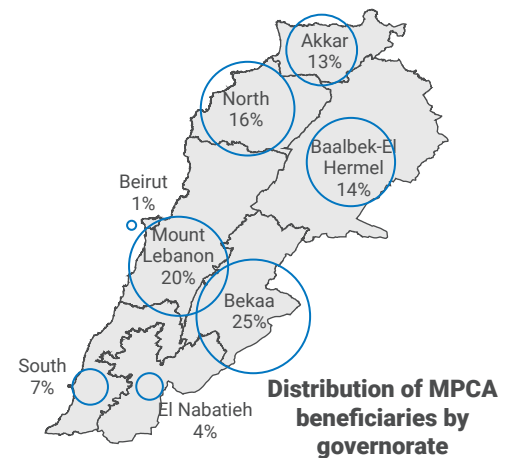 Akkar
13%
North
16%
Baalbek-El
Hermel
14%
Beirut
1%
Mount
Lebanon
20%
Bekaa
25%
South
7%
El Nabatieh
4%
Distribution of MPCA
beneficiaries by
governorate